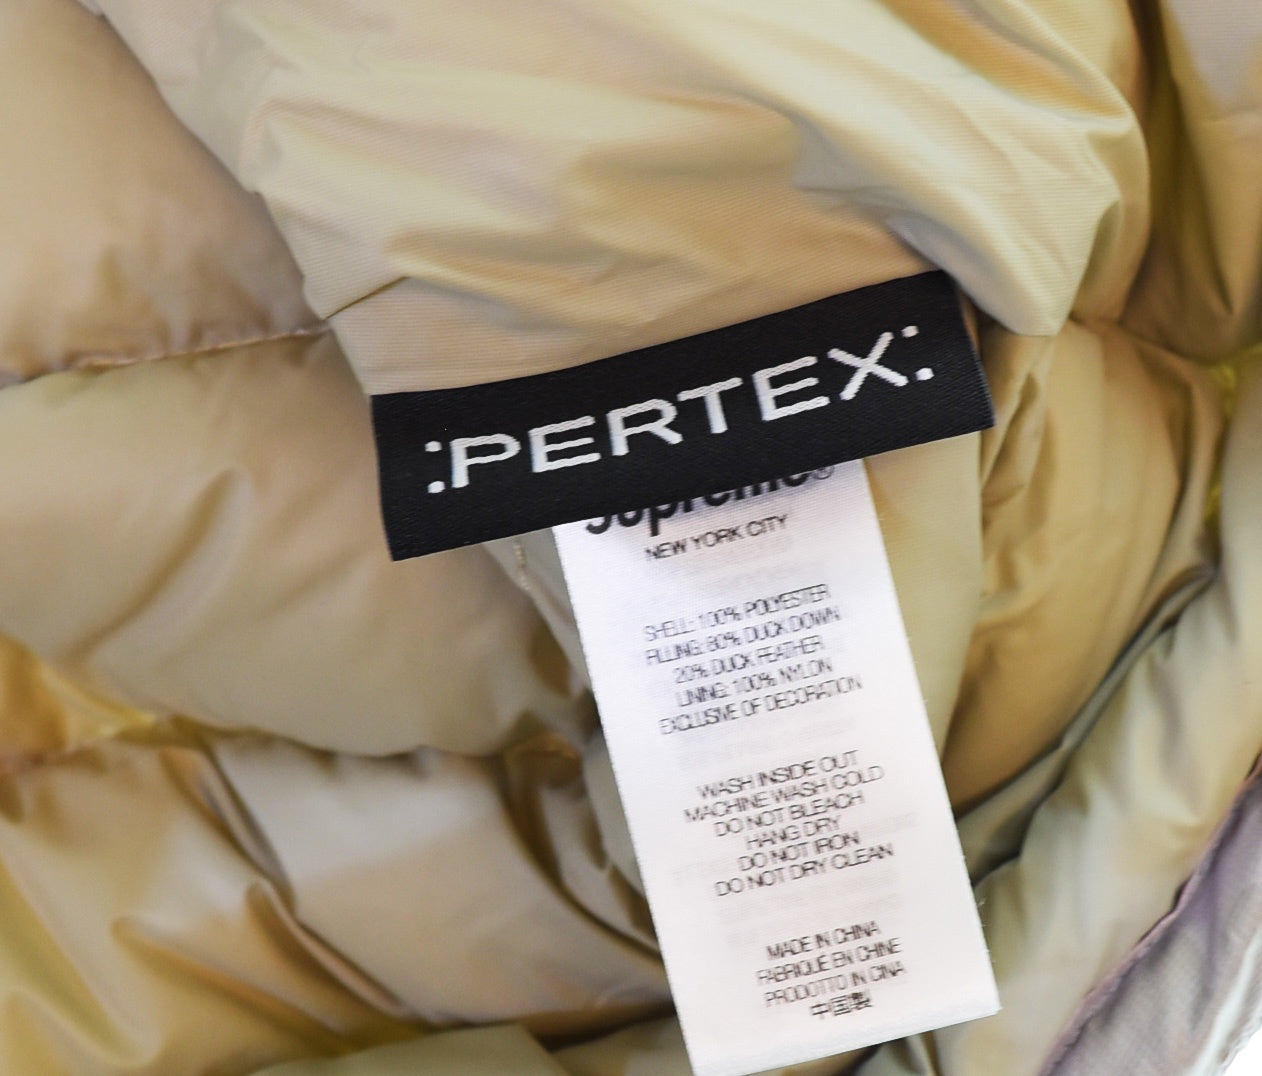 :PERTEX:
Supreme®
NEW YORK CITY
SHELL: 100% POLYESTER
FILLING: 80% DUCK DOWN
20% DUCK FEATHER
LINING: 100% NYLON
EXCLUSIVE OF DECORATION
WASH INSIDE OUT
MACHINE WASH COLD
DO NOT BLEACH
HANG DRY
DO NOT IRON
DO NOT DRY CLEAN
MADE IN CHINA
FABRIQUÉ EN CHINE
PRODOTTO IN CINA
中国製